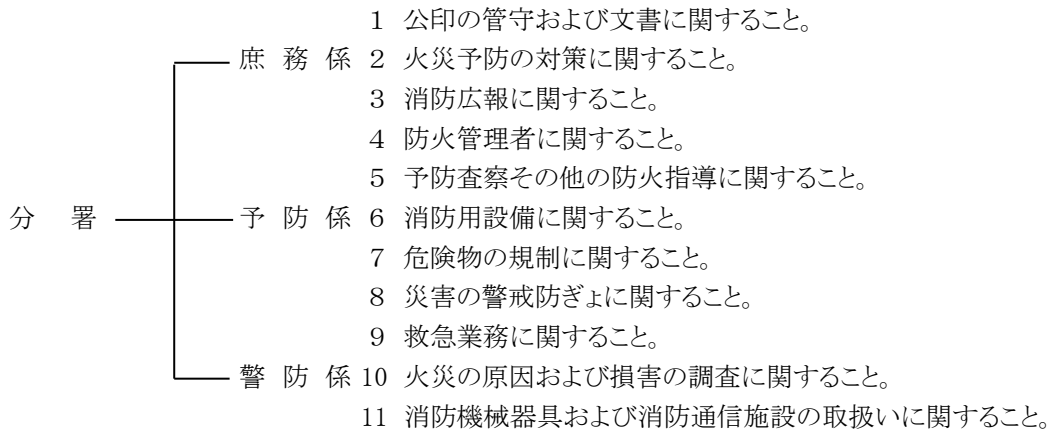 1 公印の管守および文書に関すること。
庶務係 2 火災予防の対策に関すること。
3 消防広報に関すること。
4 防火管理者に関すること。
5 予防査察その他の防火指導に関すること。
分署 予防係 6 消防用設備に関すること。
7 危険物の規制に関すること。
8 災害の警戒防ぎょに関すること。
9 救急業務に関すること。
警防係 10 火災の原因および損害の調査に関すること。
11 消防機械器具および消防通信施設の取扱いに関すること。